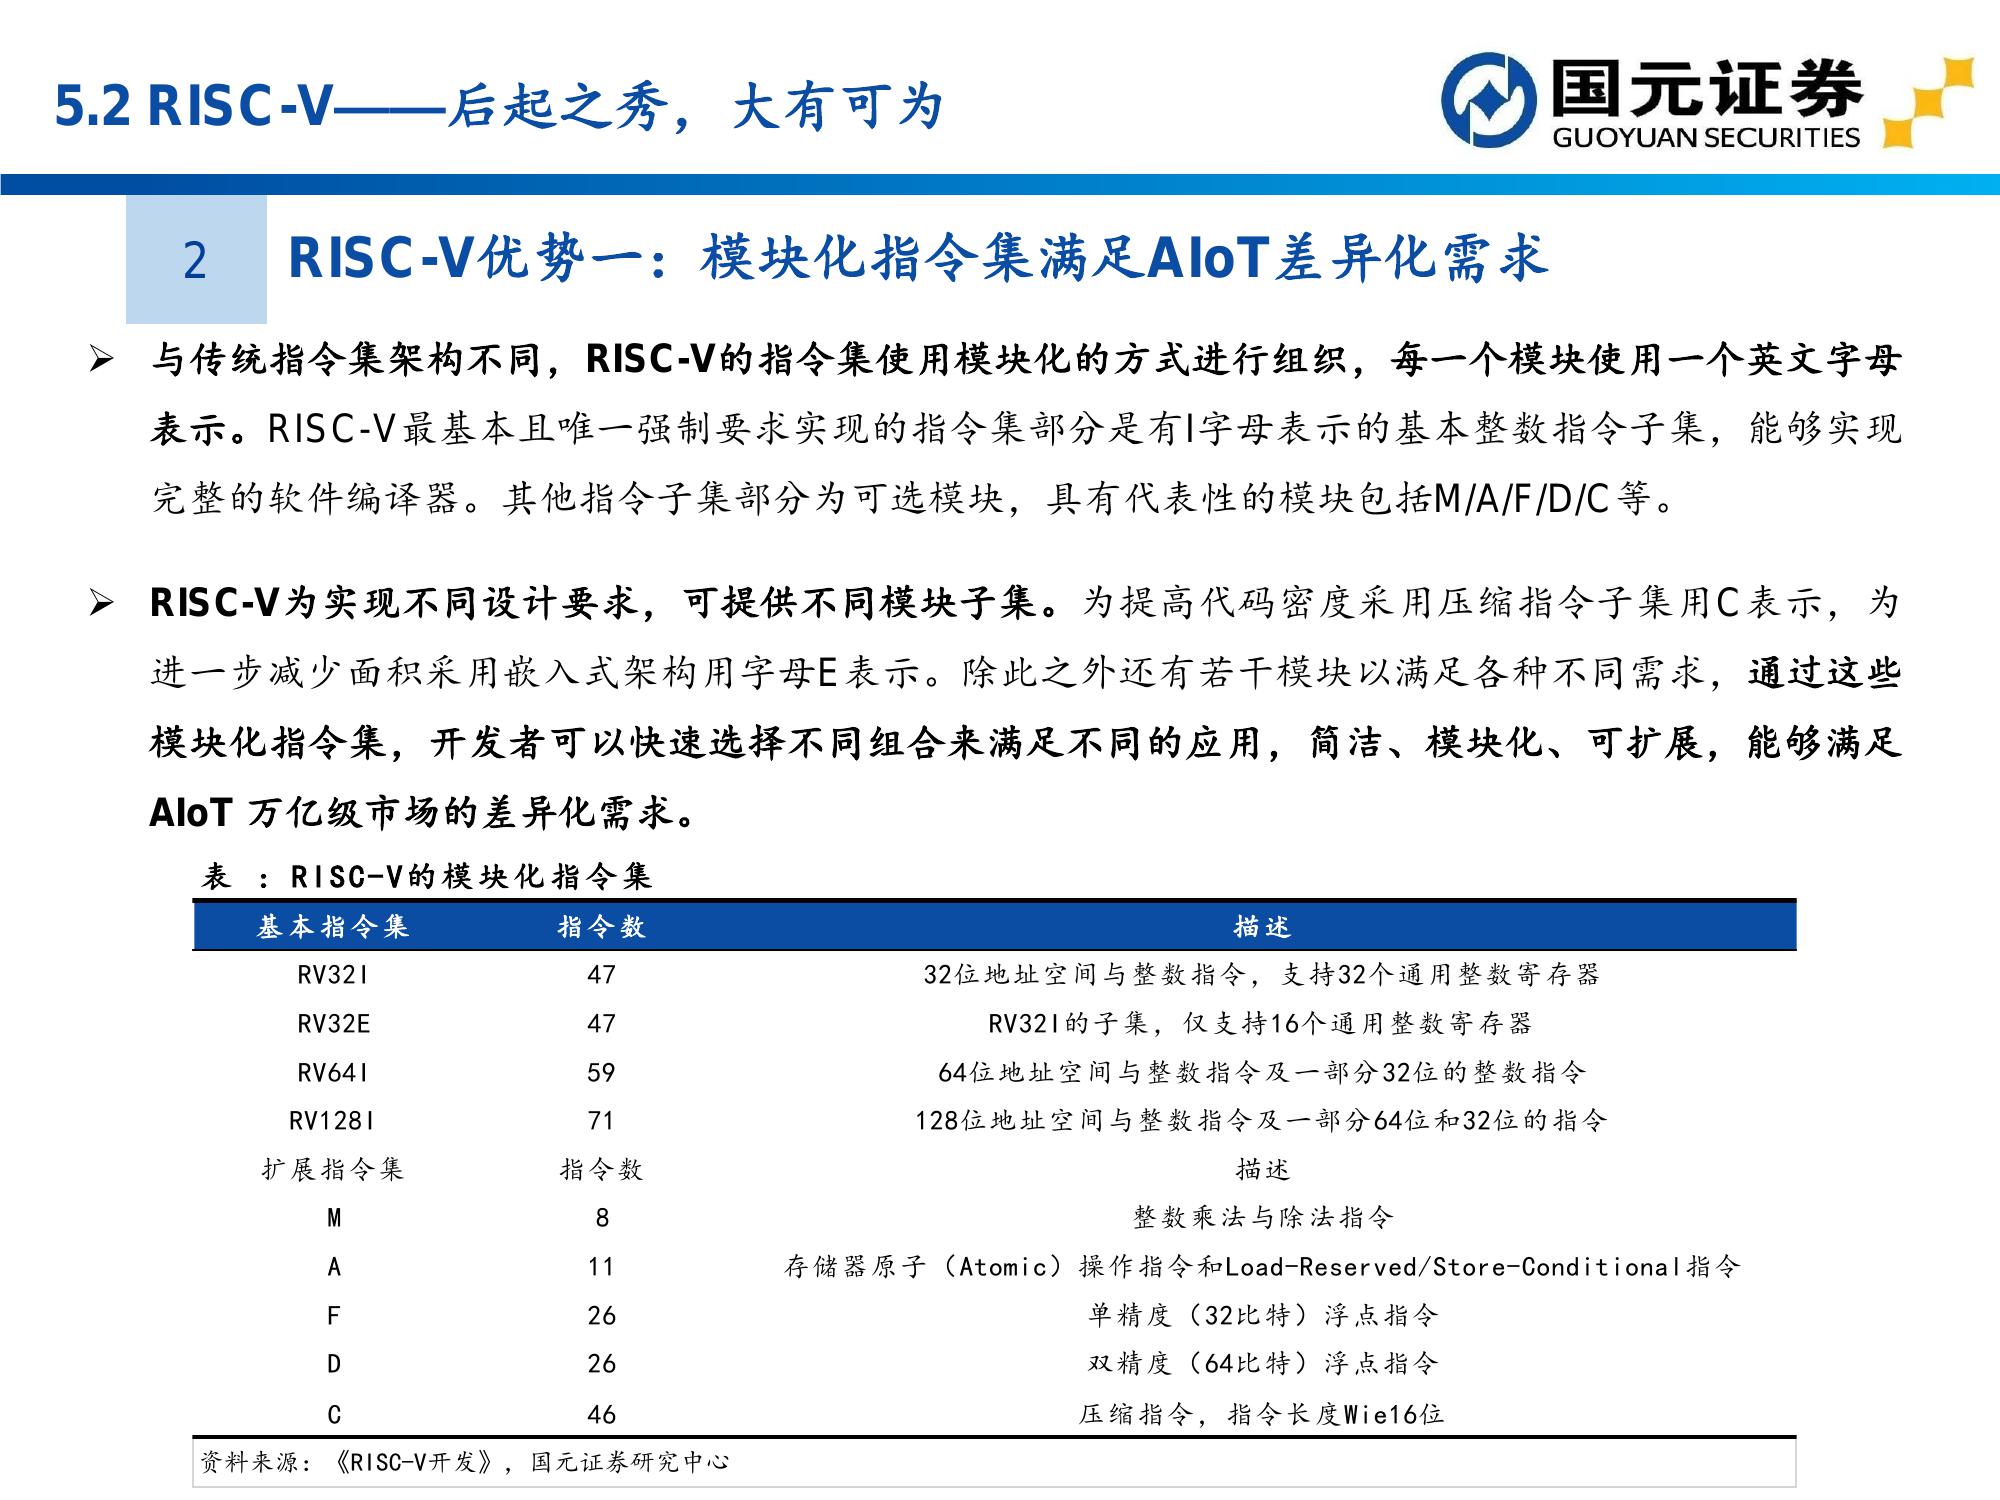 5.2 RISC-V——后起之秀，大有可为
国元证券
GUOYUAN SECURITIES
2
RISC-V优势一：模块化指令集满足AIoT差异化需求
➢ 与传统指令集架构不同，RISC-V的指令集使用模块化的方式进行组织，每一个模块使用一个英文字母
表示。RISC-V最基本且唯一强制要求实现的指令集部分是有I字母表示的基本整数指令子集，能够实现
完整的软件编译器。其他指令子集部分为可选模块，具有代表性的模块包括M/A/F/D/C等。
➢ RISC-V为实现不同设计要求，可提供不同模块子集。为提高代码密度采用压缩指令子集用C表示，为
进一步减少面积采用嵌入式架构用字母E表示。除此之外还有若干模块以满足各种不同需求，通过这些
模块化指令集，开发者可以快速选择不同组合来满足不同的应用，简洁、模块化、可扩展，能够满足
AIoT 万亿级市场的差异化需求。
表 ：RISC-V的模块化指令集
基本指令集 指令数 描述
RV32I 47 32位地址空间与整数指令，支持32个通用整数寄存器
RV32E 47 RV32I的子集，仅支持16个通用整数寄存器
RV64I 59 64位地址空间与整数指令及一部分32位的整数指令
RV128I 71 128位地址空间与整数指令及一部分64位和32位的指令
扩展指令集 指令数 描述
M 8 整数乘法与除法指令
A 11 存储器原子（Atomic）操作指令和Load-Reserved/Store-Conditional指令
F 26 单精度（32比特）浮点指令
D 26 双精度（64比特）浮点指令
C 46 压缩指令，指令长度Wie16位
资料来源：《RISC-V开发》，国元证券研究中心